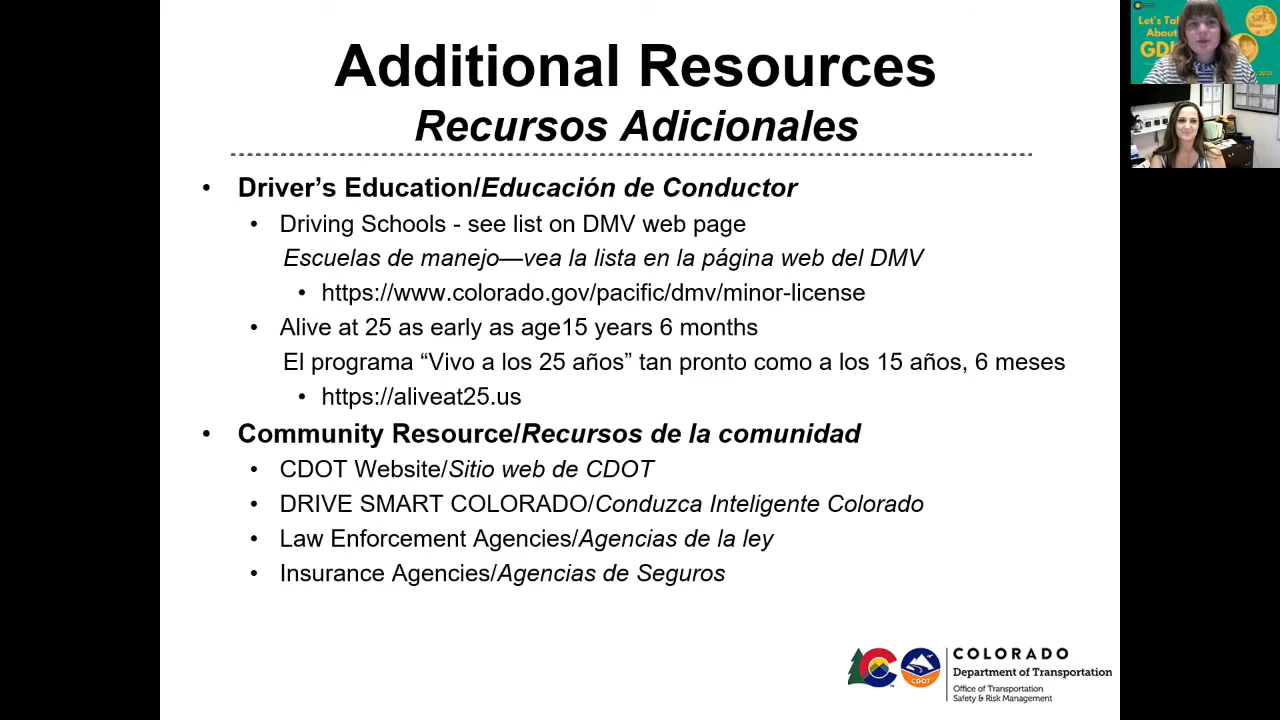 Additional Resources
Recursos Adicionales
• Driver's Education/Educación de Conductor
• Driving Schools - see list on DMV web page
Escuelas de manejo—vea la lista en la página web del DMV
• https://www.colorado.gov/pacific/dmv/minor-license
• Alive at 25 as early as age15 years 6 months
El programa “Vivo a los 25 años” tan pronto como a los 15 años, 6 meses
• https://aliveat25.us
• Community Resource/Recursos de la comunidad
• CDOT Website/Sitio web de CDOT
• DRIVE SMART COLORADO/Conduzca Inteligente Colorado
• Law Enforcement Agencies/Agencias de la ley
• Insurance Agencies/Agencias de Seguros
CDOT
COLORADO
Department of Transportation
Office of Transportation
Safety & Risk Management
Let's
About